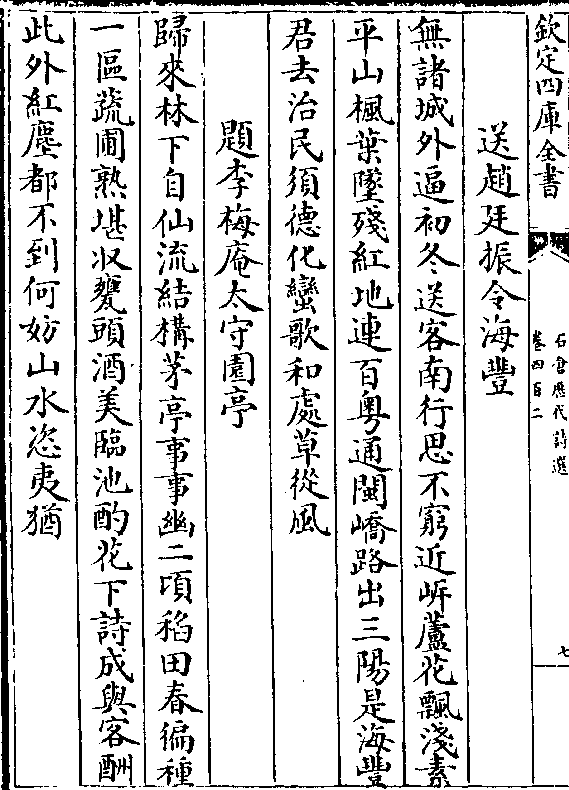 欽定四庫全書
石倉歷代詩選
卷四百二
七
送趙廷振令海豐
無諸城外逼初冬送客南行思不窮近岍蘆花飄淺素
平山楓葉墜殘紅地連百粤通閩嶠路出三陽是海豐
君去治民須德化蠻歌和處草從風
題李梅庵太守園亭
歸來林下自仙流結構茅亭事事幽二頃稻田春徧種
一區蔬圃熟堪収甕頭酒美臨池酌花下詩成與客酬
此外紅塵都不到何妨山水恣夷猶